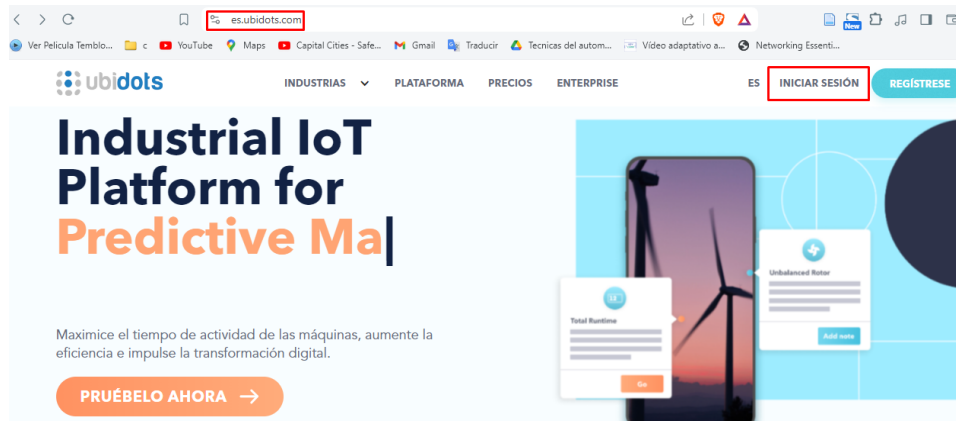 es.ubidots.com
New
Ver Pelicula Temblo... c YouTube Maps Capital Cities - Safe... Gmail Traducir Tecnicas del autom... Vídeo adaptativo a... Networking Essenti...
ubidots INDUSTRIAS PLATAFORMA PRECIOS ENTERPRISE ES INICIAR SESIÓN REGÍSTRESE
Industrial IoT
Platform for
Predictive Ma
Unbalanced Rotor
Total Runtime
Add note
Go
Maximice el tiempo de actividad de las máquinas, aumente la
eficiencia e impulse la transformación digital.
PRUÉBELO AHORA →